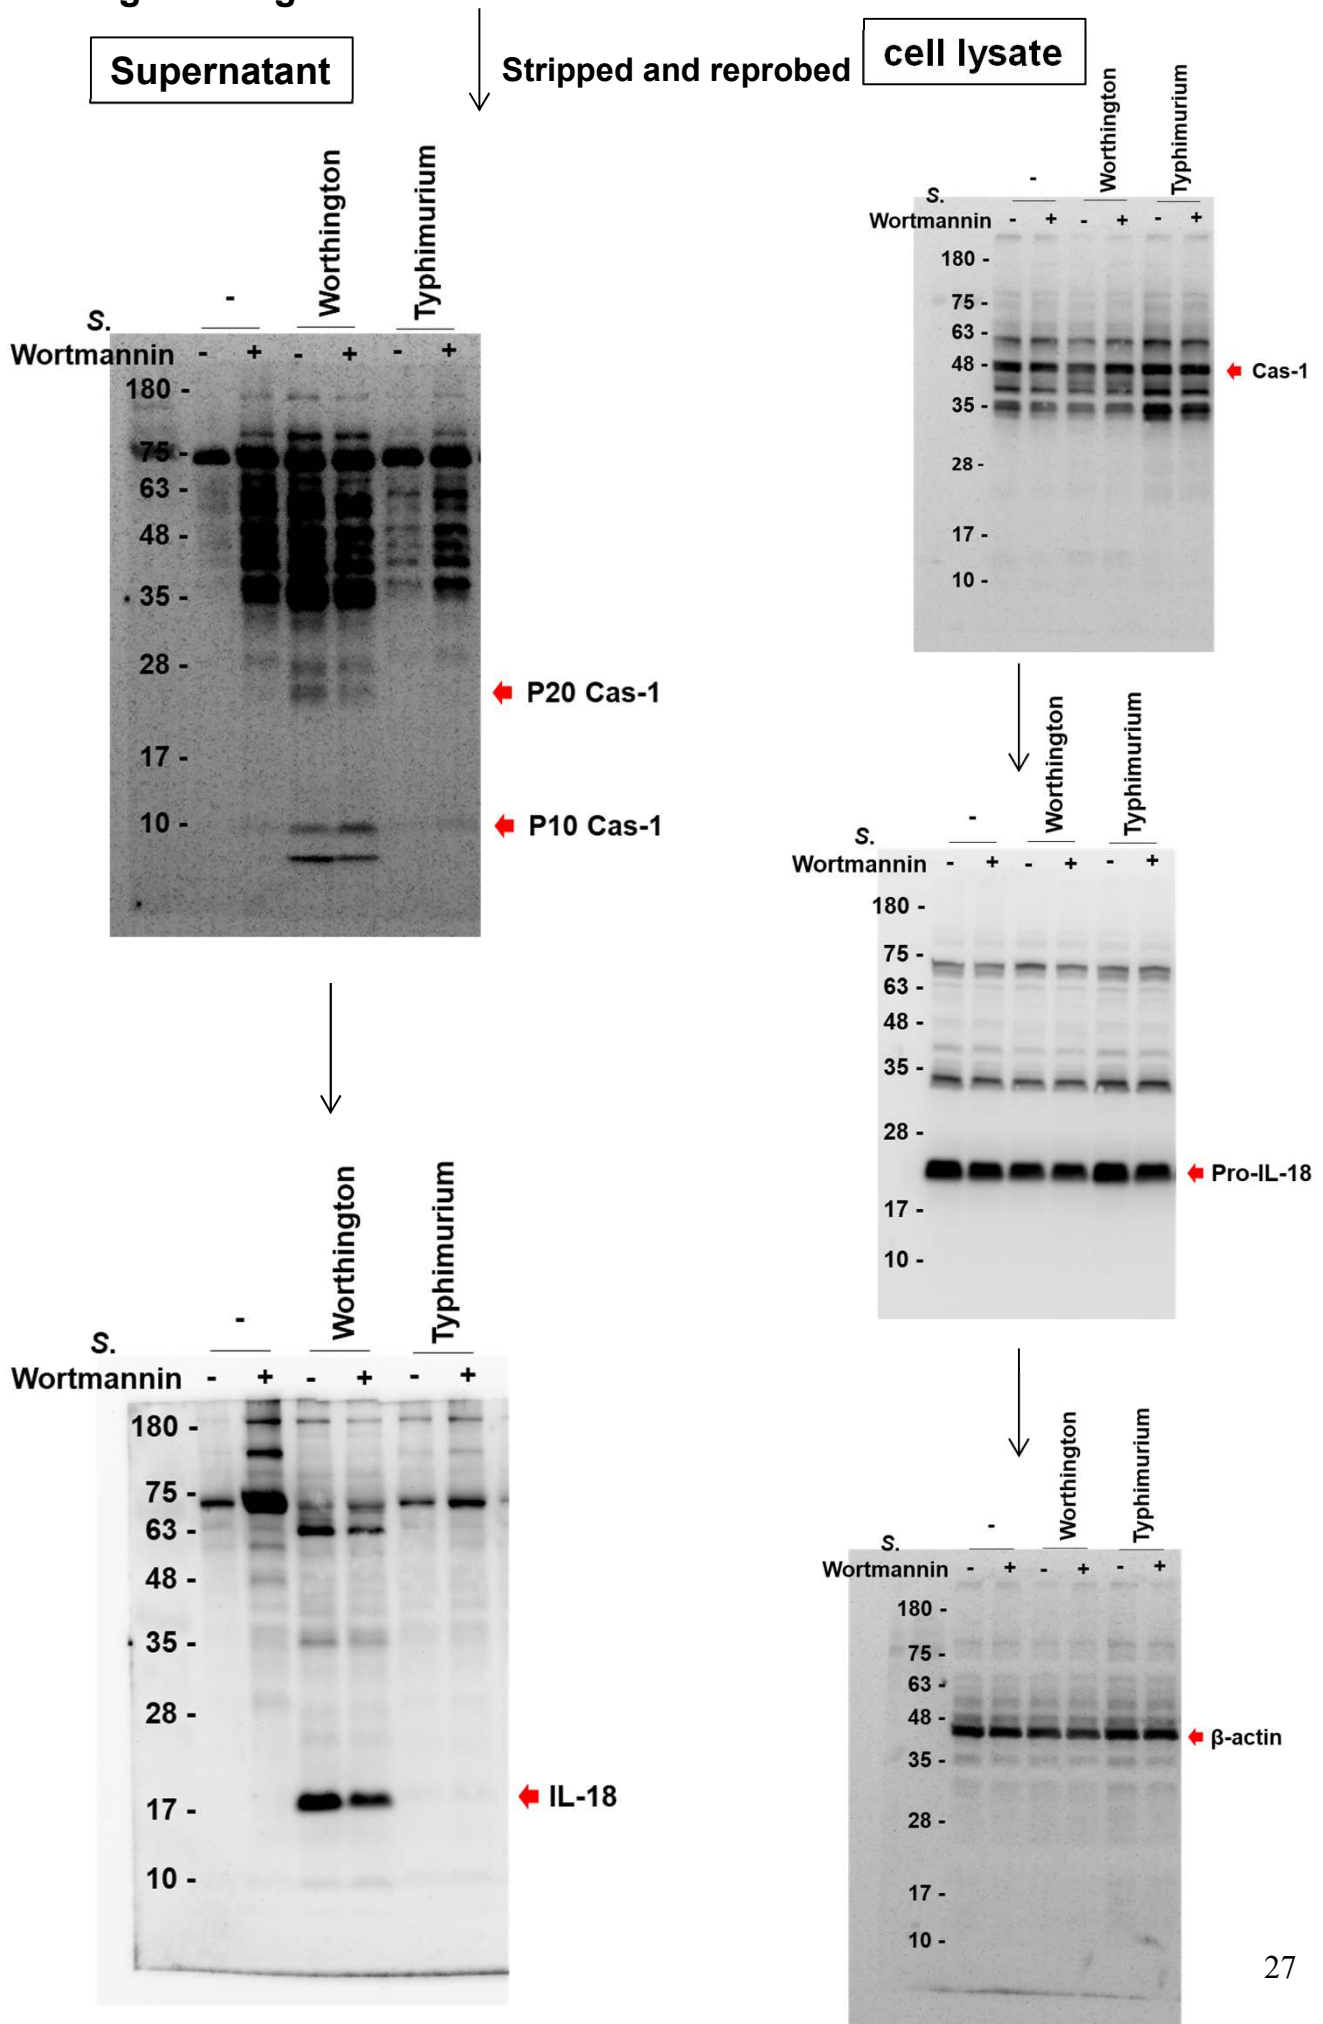 Supernatant
Stripped and reprobed
cell lysate
Worthington
Typhimurium
-
S.
Wortmannin - + - + - +
180 -
75 -
63 -
48 -
35 -
28 -
17 -
10 -
P20 Cas-1
P10 Cas-1
Worthington
Typhimurium
-
S.
Wortmannin - + - + - +
180 -
75 -
63 -
48 -
35 -
28 -
17 -
10 -
IL-18
Worthington
Typhimurium
-
S.
Wortmannin - + - + - +
180 -
75 -
63 -
48 -
35 -
28 -
17 -
10 -
Cas-1
Worthington
Typhimurium
-
S.
Wortmannin - + - + - +
180 -
75 -
63 -
48 -
35 -
28 -
17 -
10 -
Pro-IL-18
Worthington
Typhimurium
-
S.
Wortmannin - + - + - +
180 -
75 -
63 -
48 -
35 -
28 -
17 -
10 -
β-actin
27